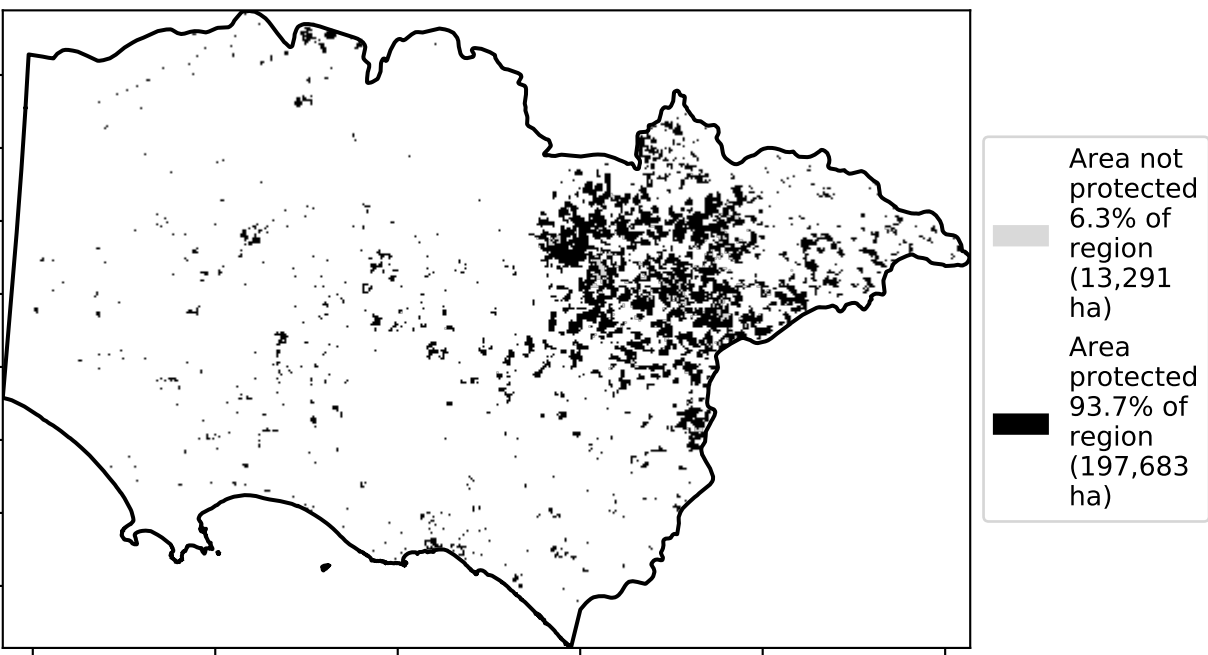 Area not
protected
6.3% of
region
(13,291
ha)
Area
protected
93.7% of
region
(197,683
ha)